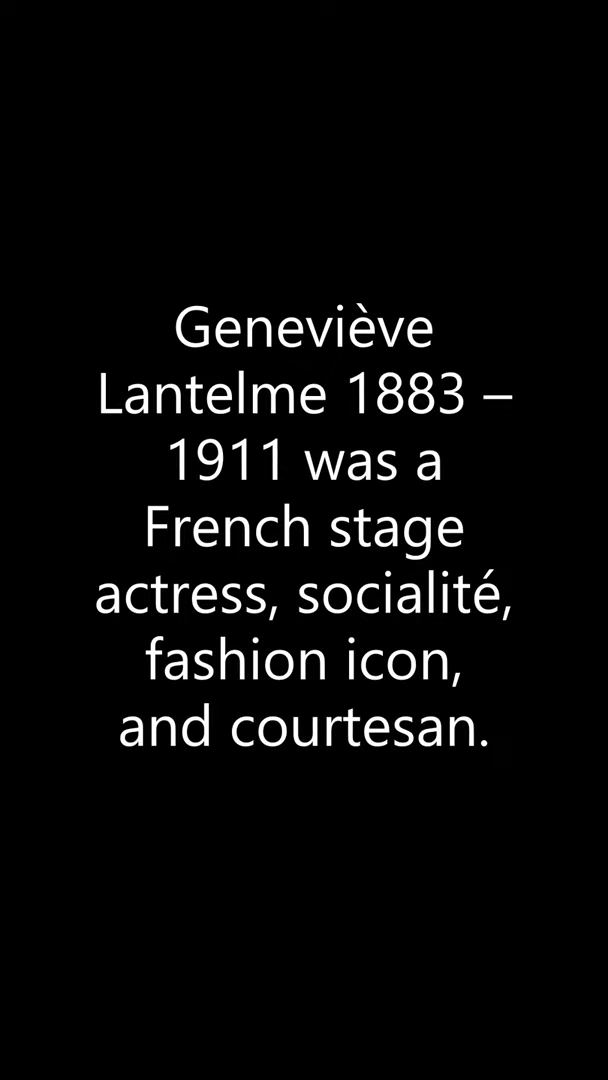 Geneviève
Lantelme 1883 –
1911 was a
French stage
actress, socialité,
fashion icon,
and courtesan.